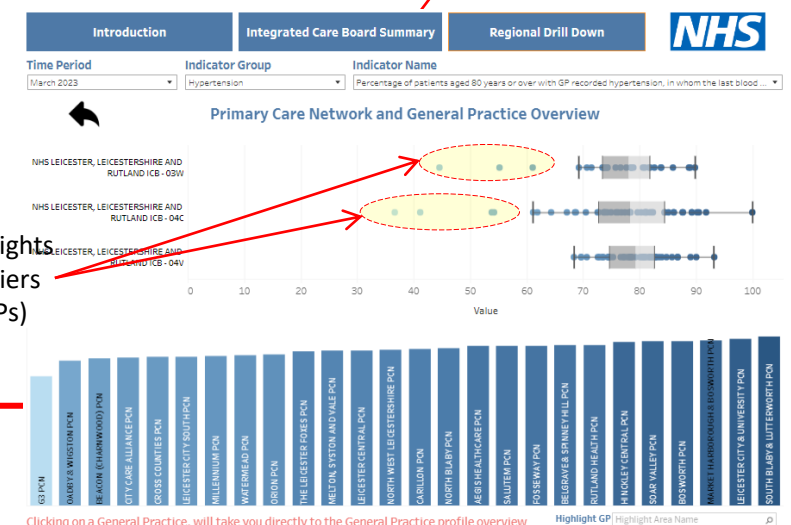 Introduction
Integrated Care Board Summary
Regional Drill Down
NHS
Time Period
Indicator Group
Indicator Name
March 2023
Hypertension
Percentage of patients aged 80 years or over with GP recorded hypertension, in whom the last blood ...
Primary Care Network and General Practice Overview
NHS LEICESTER, LEICESTERSHIRE AND
RUTLAND ICB - 03W
NHS LEICESTER, LEICESTERSHIRE AND
RUTLAND ICB - 04C
NHS LEICESTER, LEICESTERSHIRE AND
RUTLAND ICB - 04V
ights
iers
Ps)
0 10 20 30 40 50 60 70 80 90 100
Value
G3 PCN
OADBY & WIGSTON PCN
BEACON (CHARNWOOD) PCN
CITY CARE ALLIANCE PCN
CROSS COUNTIES PCN
LEICESTER CITY SOUTH PCN
MILLENNIUM PCN
WATERMEAD PCN
ORION PCN
THE LEICESTER FOXES PCN
MELTON, SYSTON AND VALE PCN
LEICESTER CENTRAL PCN
NORTH WEST LEICESTERSHIRE PCN
CARILLON PCN
NORTH BLABY PCN
AEGIS HEALTHCARE PCN
SALUTEM PCN
FOSSEWAY PCN
BELGRAVE & SPINNEY HILL PCN
RUTLAND HEALTH PCN
HINCKLEY CENTRAL PCN
SOAR VALLEY PCN
BOSWORTH PCN
MARKET HARBOROUGH & BOSWORTH PCN
LEICESTER CITY & UNIVERSITY PCN
SOUTH BLABY & LUTTERWORTH PCN
Clicking on a General Practice, will take you directly to the General Practice profile overview
Highlight GP
Highlight Area Name